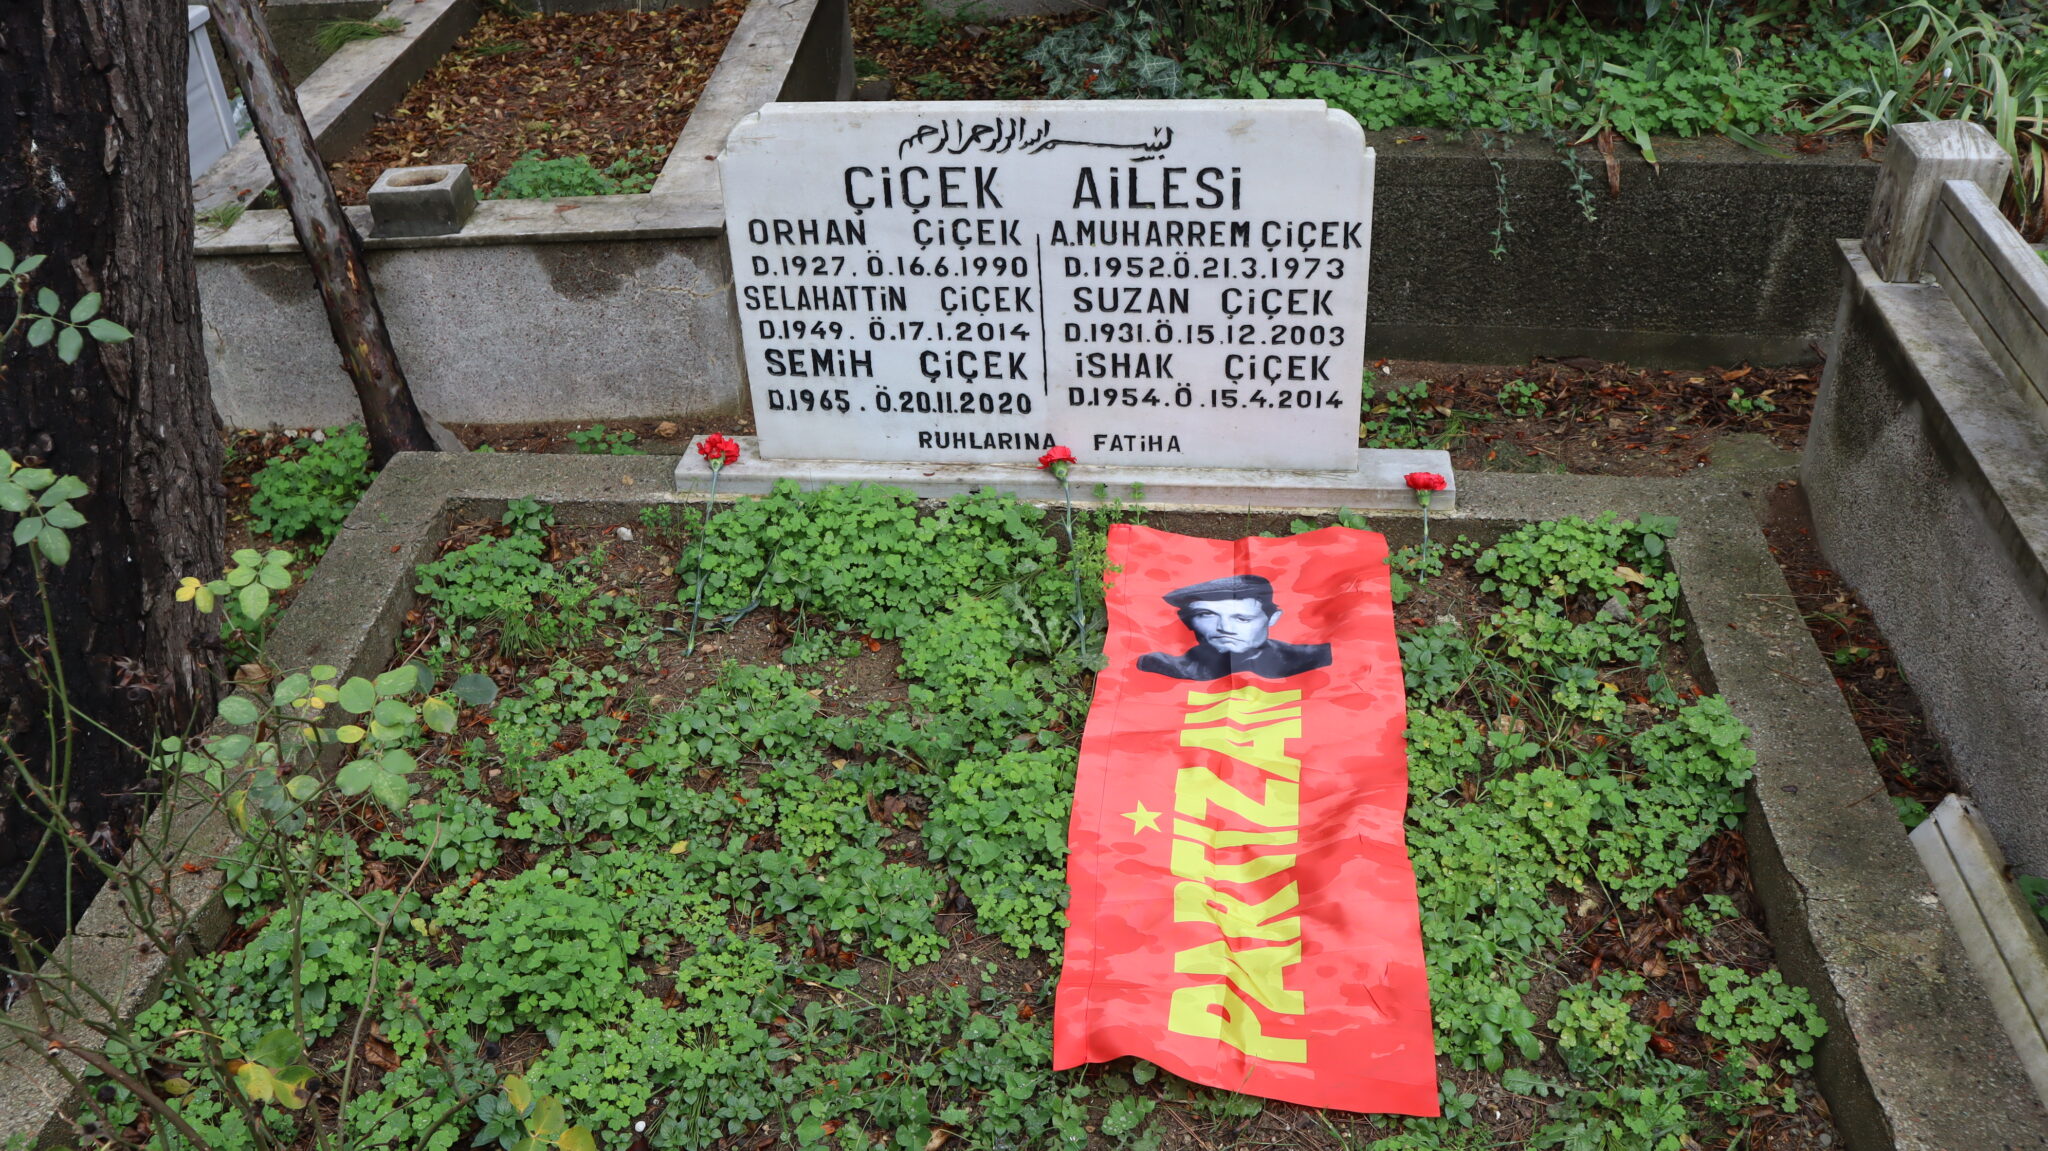 بسم الله الرحمن الرحيم
ÇİÇEK AİLESİ
ORHAN ÇİÇEK
D.1927. Ö.16.6.1990
SELAHATTİN ÇİÇEK
D.1949. Ö.17.1.2014
SEMİH ÇİÇEK
D.1965. Ö.20.11.2020
A.MUHARREM ÇİÇEK
D.1952.Ö.21.3.1973
SUZAN ÇİÇEK
D.1931.Ö.15.12.2003
İSHAK ÇİÇEK
D.1954.Ö.15.4.2014
RUHLARINA FATİHA
PARTİZAN